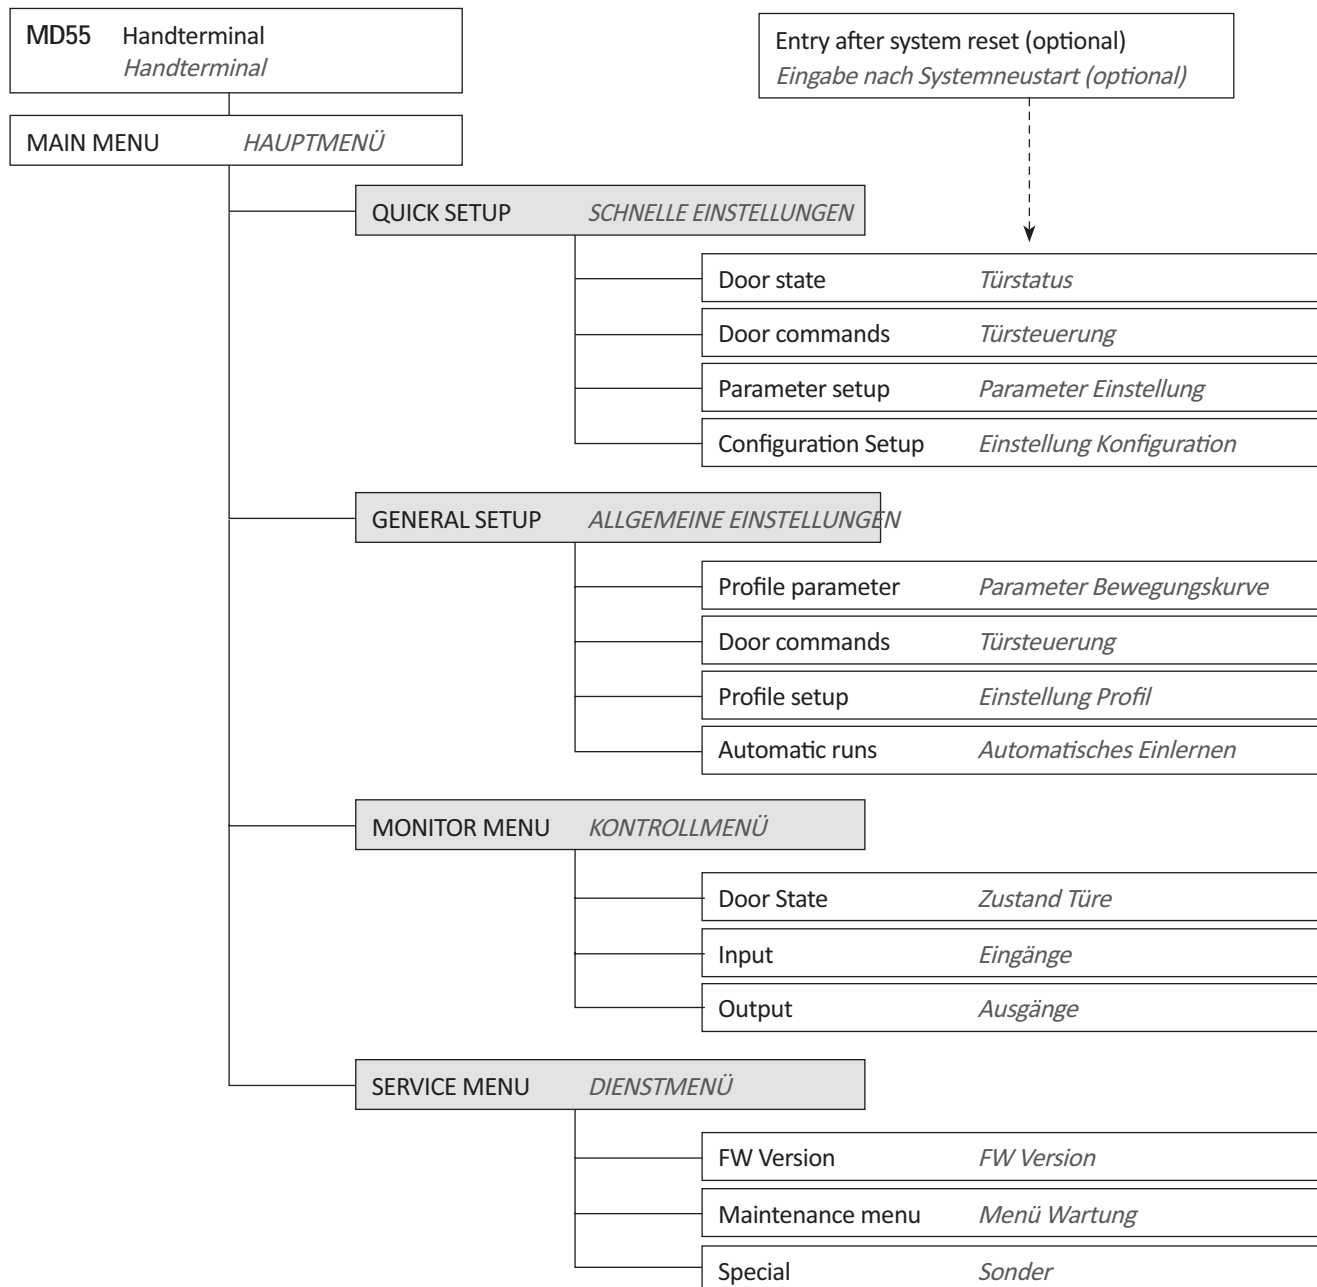 MD55 Handterminal
Handterminal
Entry after system reset (optional)
Eingabe nach Systemneustart (optional)
MAIN MENU HAUPTMENÜ
QUICK SETUP SCHNELLE EINSTELLUNGEN
Door state Türstatus
Door commands Türsteuerung
Parameter setup Parameter Einstellung
Configuration Setup Einstellung Konfiguration
GENERAL SETUP ALLGEMEINE EINSTELLUNGEN
Profile parameter Parameter Bewegungskurve
Door commands Türsteuerung
Profile setup Einstellung Profil
Automatic runs Automatisches Einlernen
MONITOR MENU KONTROLLMENÜ
Door State Zustand Türe
Input Eingänge
Output Ausgänge
SERVICE MENU DIENSTMENÜ
FW Version FW Version
Maintenance menu Menü Wartung
Special Sonder